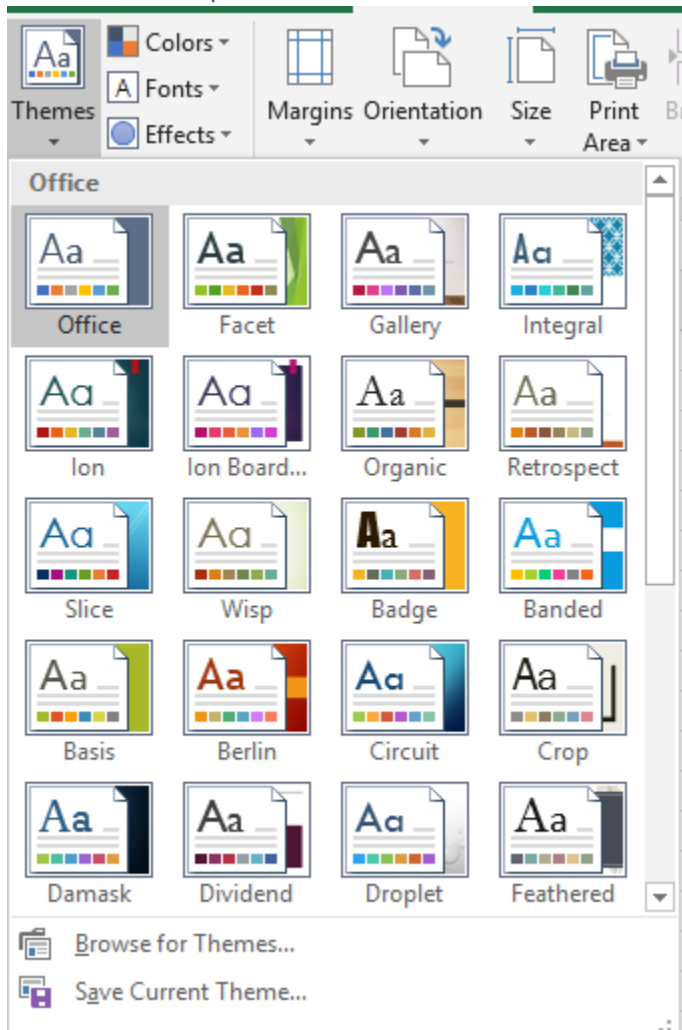 Colors
Fonts
Effects
Themes
Margins Orientation Size Print Area
Office
Aa Aa Aa Aa
Office Facet Gallery Integral
Aa Aa Aa Aa
Ion Ion Board... Organic Retrospect
Aa Aa Aa Aa
Slice Wisp Badge Banded
Aa Aa Aa Aa
Basis Berlin Circuit Crop
Aa Aa Aa Aa
Damask Dividend Droplet Feathered
Browse for Themes...
Save Current Theme...